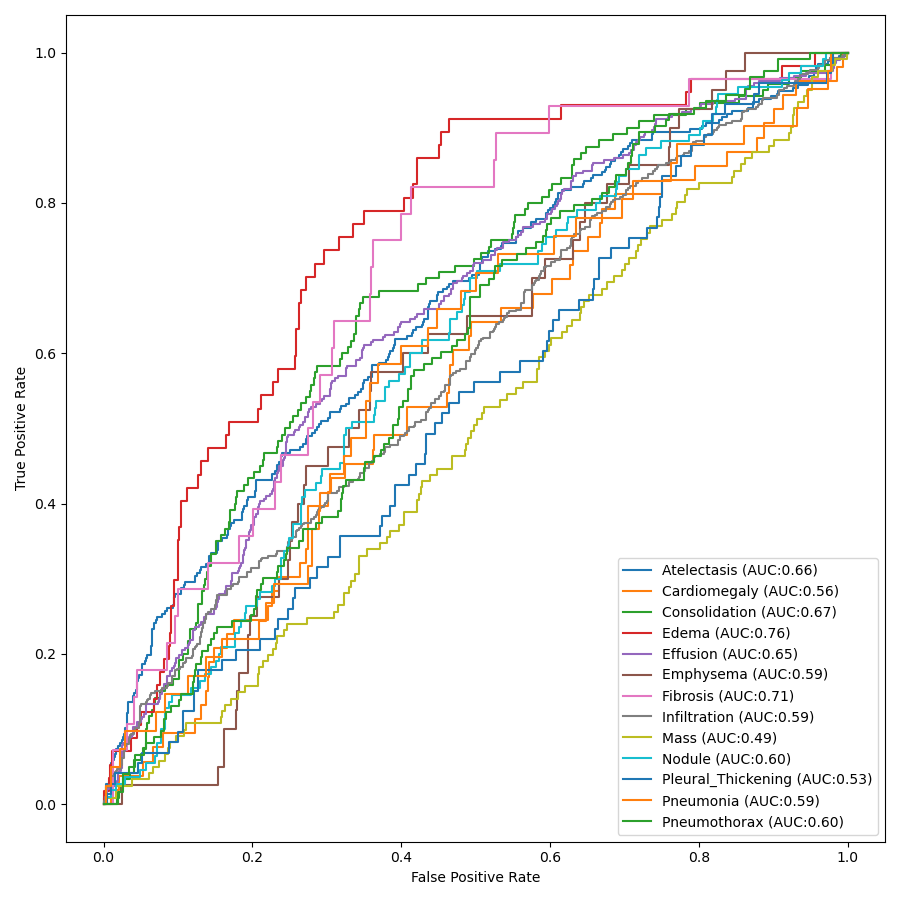 1.0
0.8
0.6
0.4
0.2
0.0
True Positive Rate
0.0 0.2 0.4 0.6 0.8 1.0
False Positive Rate
Atelectasis (AUC:0.66)
Cardiomegaly (AUC:0.56)
Consolidation (AUC:0.67)
Edema (AUC:0.76)
Effusion (AUC:0.65)
Emphysema (AUC:0.59)
Fibrosis (AUC:0.71)
Infiltration (AUC:0.59)
Mass (AUC:0.49)
Nodule (AUC:0.60)
Pleural_Thickening (AUC:0.53)
Pneumonia (AUC:0.59)
Pneumothorax (AUC:0.60)